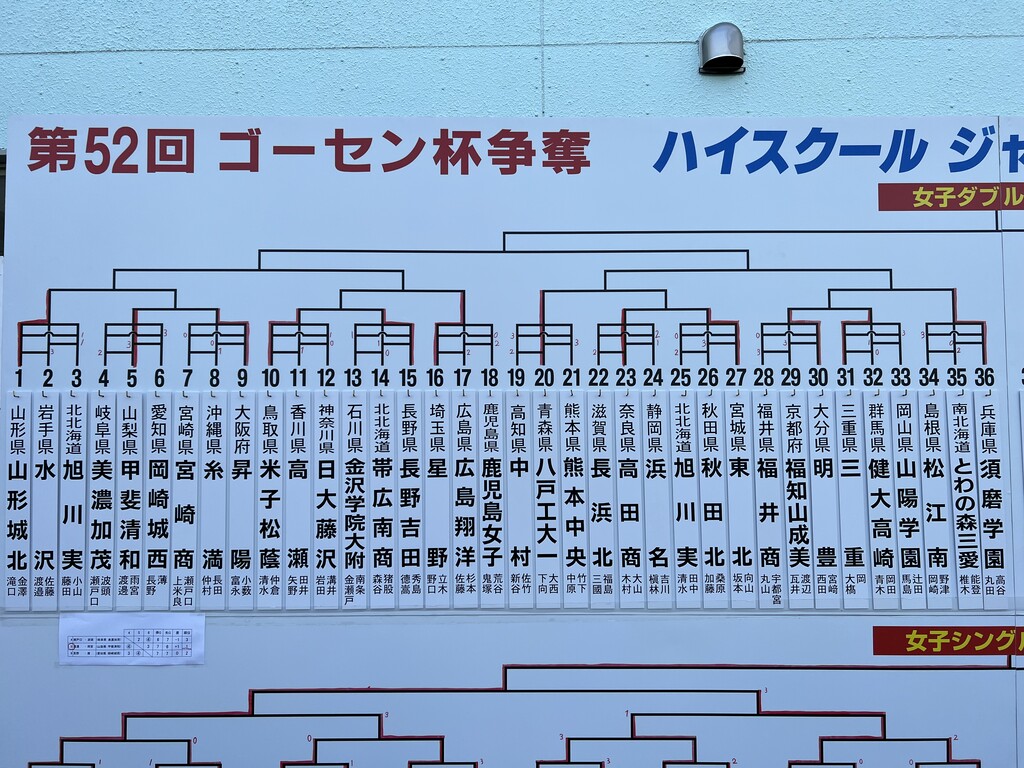 第52回 ゴーセン杯争奪 ハイスクール ジャ
女子ダブル
1 山形県 山形城北 滝口 金澤
2 岩手県 水沢 渡邉 佐藤
3 北海道 旭川実 藤田 小山
4 岐阜県 美濃加茂 瀬戸口 波頭
5 山梨県 甲斐清和 渡邊 雨宮
6 愛知県 岡崎城西 長野 薄
7 宮崎県 宮崎商 上米良 瀬戸口
8 沖縄県 糸満 仲村 長田
9 大阪府 昇陽 富永 小薮
10 鳥取県 米子松蔭 清水 仲倉
11 香川県 高瀬 矢野 田井
12 神奈川県 日大藤沢 岩田 溝井
13 石川県 金沢学院大附 金瀬戸 南条
14 北海道 帯広南商 森谷 猪股
15 長野県 長野吉田 德嵩 秀島
16 埼玉県 星野 野口 立木
17 広島県 広島翔洋 佐藤 杉本
18 鹿児島県 鹿児島女子 鬼塚 荒谷
19 高知県 中村 新谷 佐竹
20 青森県 八戸工大一 下向 大西
21 熊本県 熊本中央 中原 竹下
22 滋賀県 長浜北 三國 福島
23 奈良県 高田商 木村 大山
24 静岡県 浜名 槇林 吉川
25 北海道 旭川実 清水 田中
26 秋田県 秋田北 加藤 桑原
27 宮城県 東北 坂本 向山
28 福井県 福井商 丸山 宇都宮
29 京都府 福知山成美 瓦井 渡辺
30 大分県 明豊 西田 宮崎
31 三重県 三重 大橋 岡
32 群馬県 健大高崎 青木 岡田
33 岡山県 山陽学園 馬島 辻田
34 島根県 松江南 岡崎 野津
35 南北海道 とわの森三愛 椎木 能登
36 兵庫県 須磨学園 丸田 高谷
女子シングル